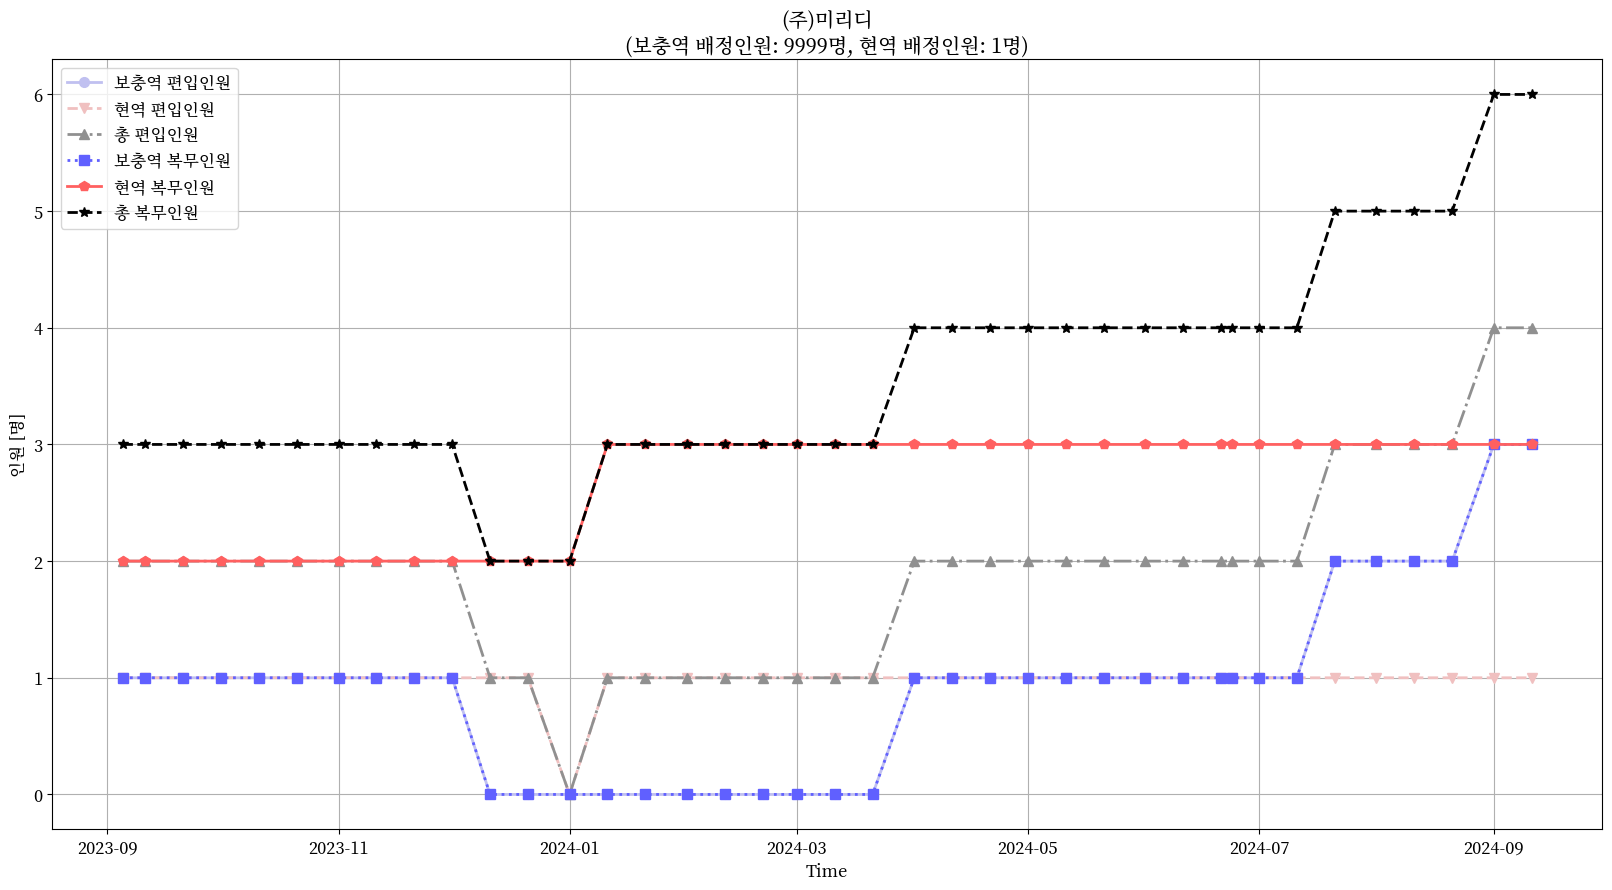 (주)미리디
(보충역 배정인원: 9999명, 현역 배정인원: 1명)
보충역 편입인원
현역 편입인원
총 편입인원
보충역 복무인원
현역 복무인원
총 복무인원
인원 [명]
6
5
4
3
2
1
0
2023-09
2023-11
2024-01
2024-03
2024-05
2024-07
2024-09
Time